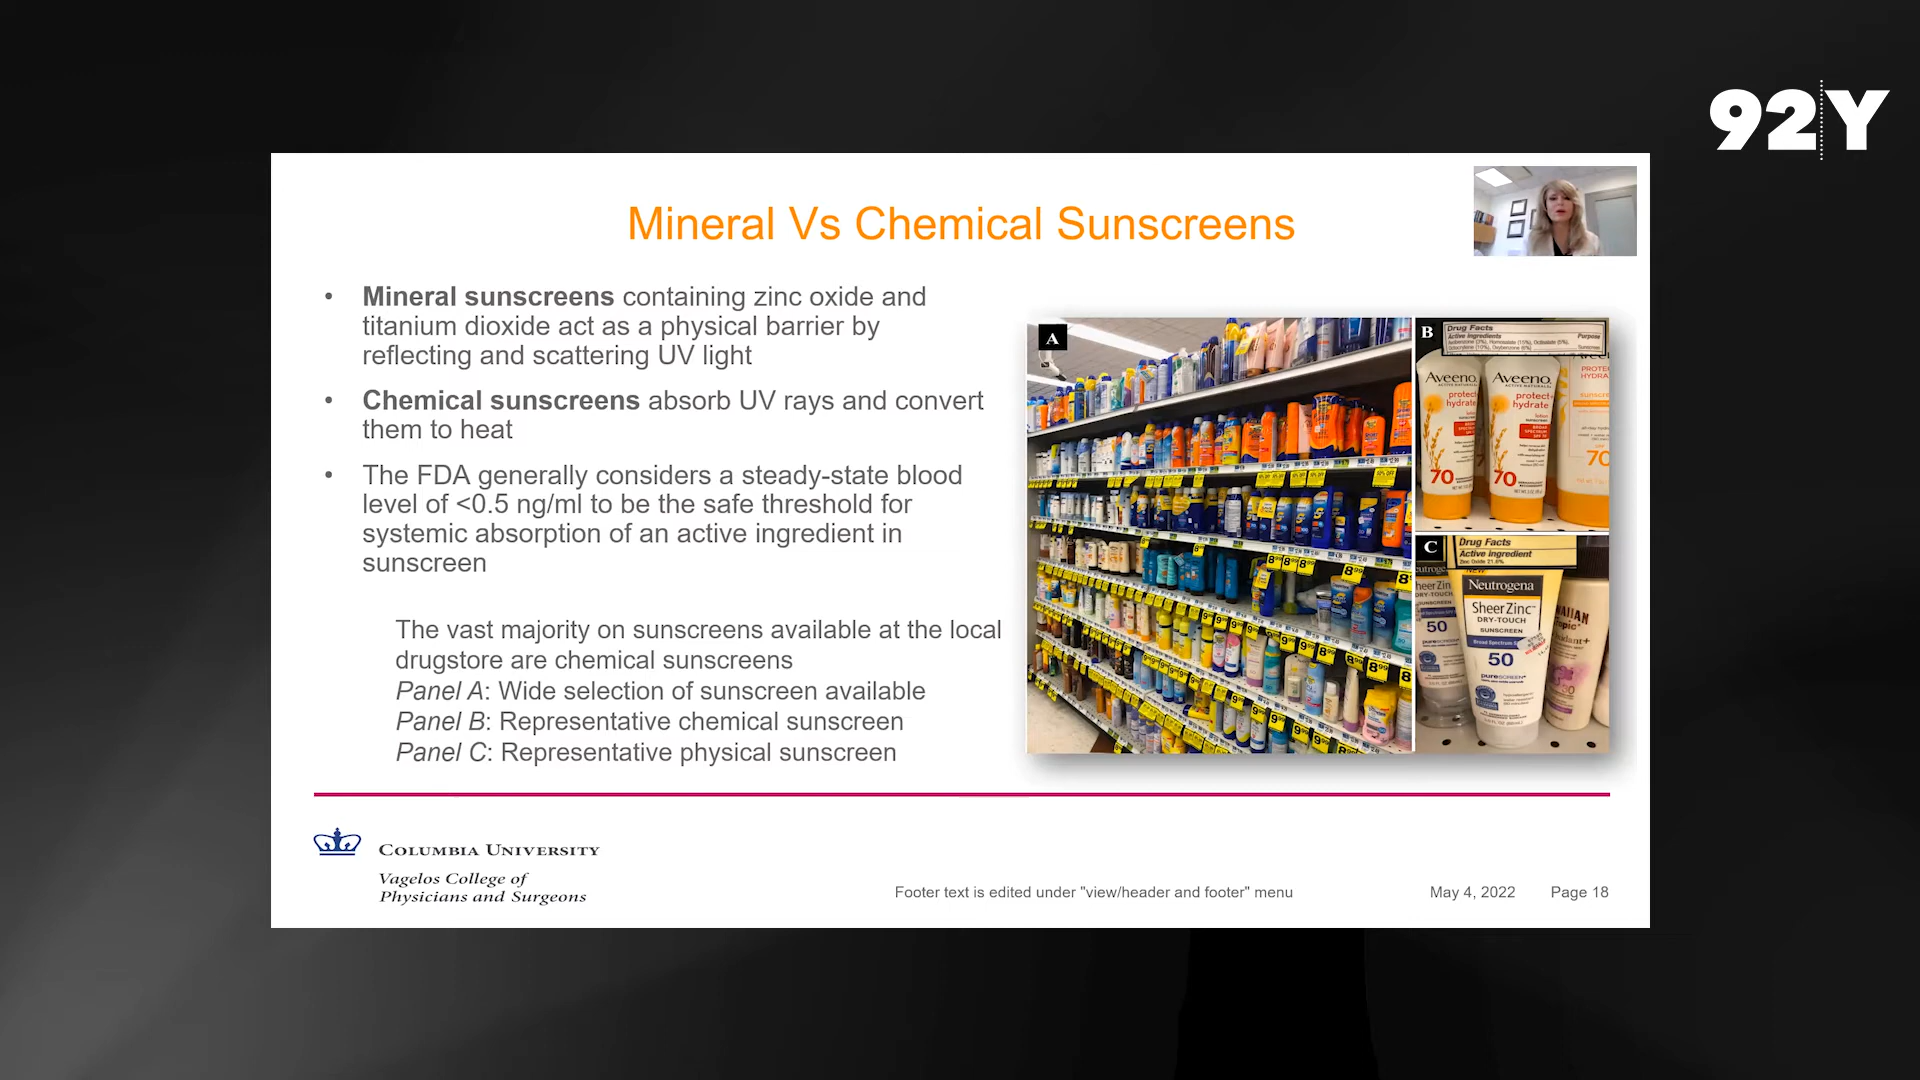 92Y
Mineral Vs Chemical Sunscreens
• Mineral sunscreens containing zinc oxide and
titanium dioxide act as a physical barrier by
reflecting and scattering UV light
• Chemical sunscreens absorb UV rays and convert
them to heat
• The FDA generally considers a steady-state blood
level of <0.5 ng/ml to be the safe threshold for
systemic absorption of an active ingredient in
sunscreen
The vast majority on sunscreens available at the local
drugstore are chemical sunscreens
Panel A: Wide selection of sunscreen available
Panel B: Representative chemical sunscreen
Panel C: Representative physical sunscreen
A
B
Drug Facts
Active ingredients
Purpose
Aveeno
Aveeno
protect+
hydrate
70
70
70
C
Drug Facts
Active ingredient
Zinc Oxide 21.6%
Neutrogena
SheerZinc
DRY-TOUCH
SUNSCREEN
Broad Spectrum
50
purescreen
50
COLUMBIA UNIVERSITY
Vagelos College of
Physicians and Surgeons
Footer text is edited under "view/header and footer" menu
May 4, 2022
Page 18